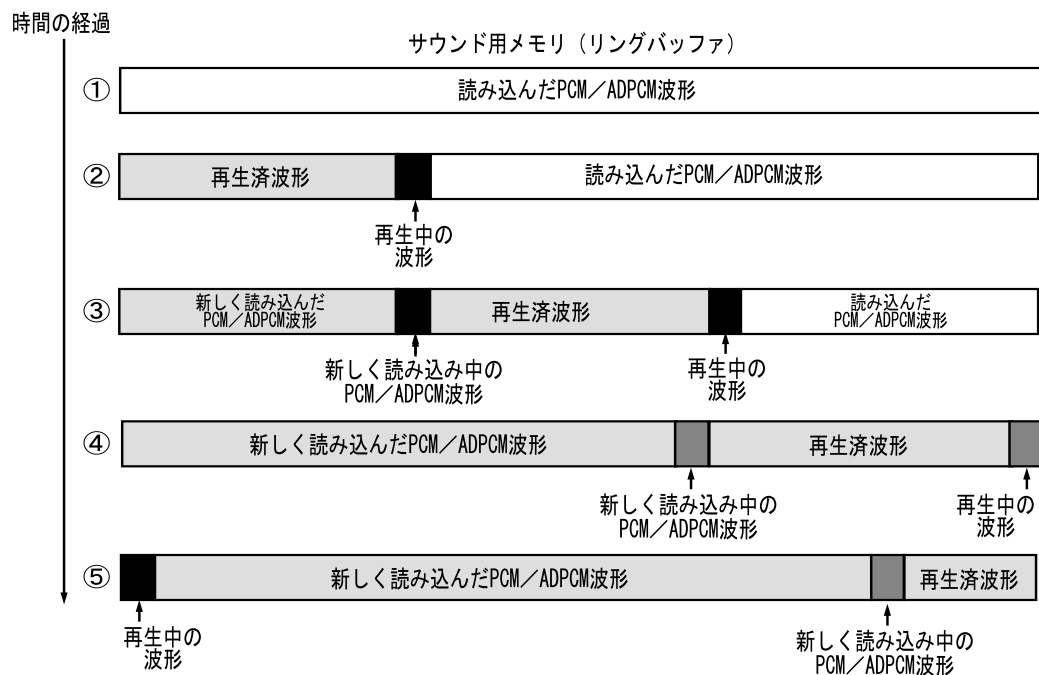 時間の経過
サウンド用メモリ（リングバッファ）
①
読み込んだPCM／ADPCM波形
②
再生済波形
読み込んだPCM／ADPCM波形
再生中の
波形
③
新しく読み込んだ
PCM／ADPCM波形
再生済波形
読み込んだ
PCM／ADPCM波形
新しく読み込み中の
PCM／ADPCM波形
再生中の
波形
④
新しく読み込んだPCM／ADPCM波形
再生済波形
新しく読み込み中の
PCM／ADPCM波形
再生中の
波形
⑤
新しく読み込んだPCM／ADPCM波形
再生済波形
再生中の
波形
新しく読み込み中の
PCM／ADPCM波形